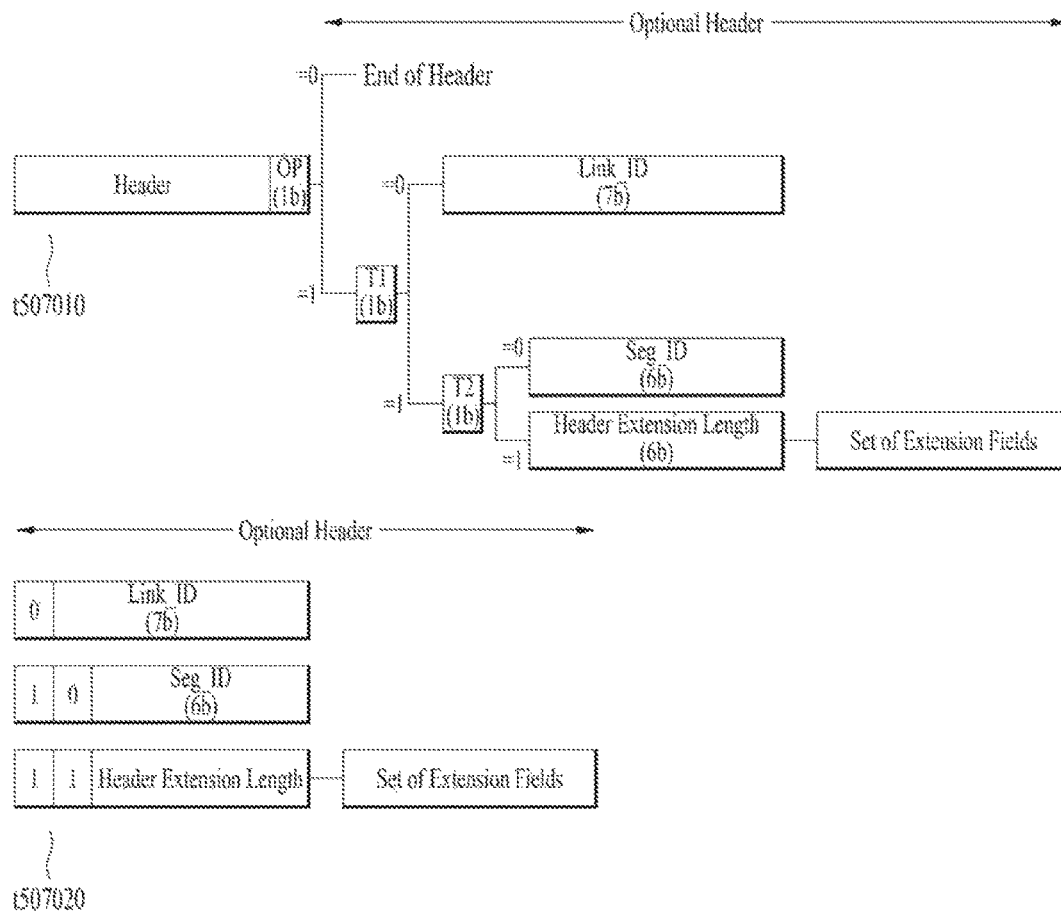 Optional Header
=0
End of Header
Header
OP
(1b)
=0
Link_ID
(7b)
t507010
=1
T1
(1b)
=0
Seg_ID
(6b)
=1
T2
(1b)
Header Extension Length
(6b)
Set of Extension Fields
=1
Optional Header
0
Link_ID
(7b)
1
0
Seg_ID
(6b)
1
1
Header Extension Length
Set of Extension Fields
t507020